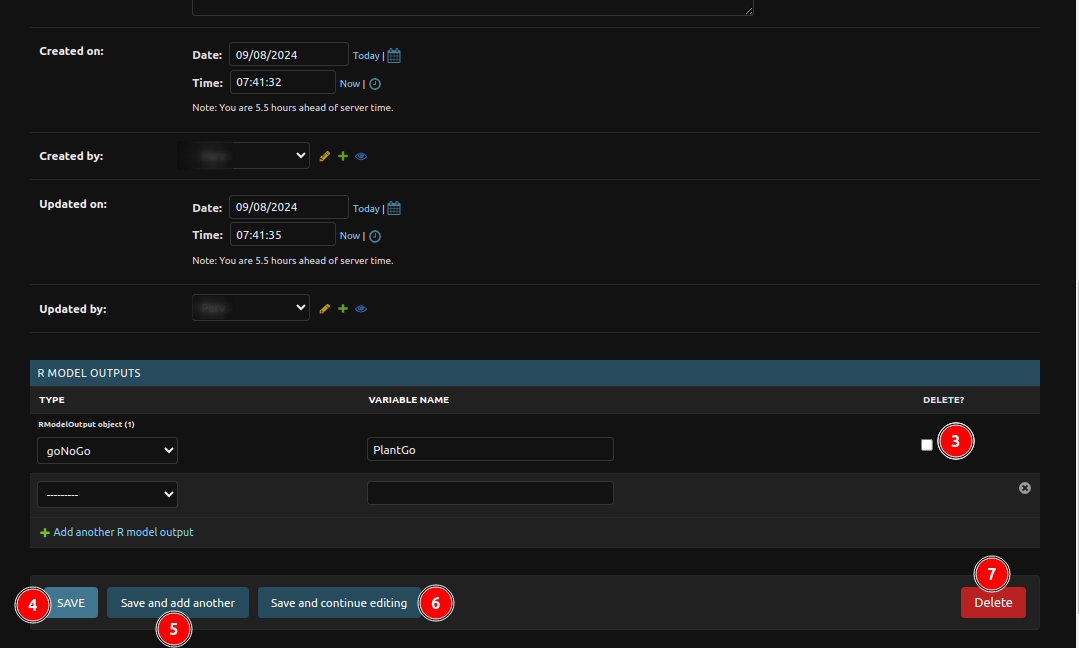 Created on:
Date: 09/08/2024 Today |
Time: 07:41:32 Now |
Note: You are 5.5 hours ahead of server time.
Created by:
Updated on:
Date: 09/08/2024 Today |
Time: 07:41:35 Now |
Note: You are 5.5 hours ahead of server time.
Updated by:
R MODEL OUTPUTS
TYPE VARIABLE NAME DELETE?
RModelOutput object (1)
goNoGo PlantGo 3
---------
Add another R model output
7
4 SAVE Save and add another Save and continue editing 6 Delete
5